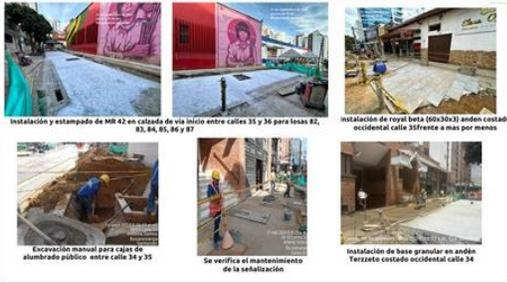 Instalación y estampado de MR 42 en calzada de via inicio entre calles 35 y 36 para losas 82,
83, 84, 85, 86 y 87
instalación de royal beta (60x30x3) anden costado
occidental calle 35frente a mas por menos
Excavación manual para cajas de
alumbrado público entre calle 34 y 35
Se verifica el mantenimiento
de la señalización
Instalación de base granular en andén
Terzzeto costado occidental calle 34